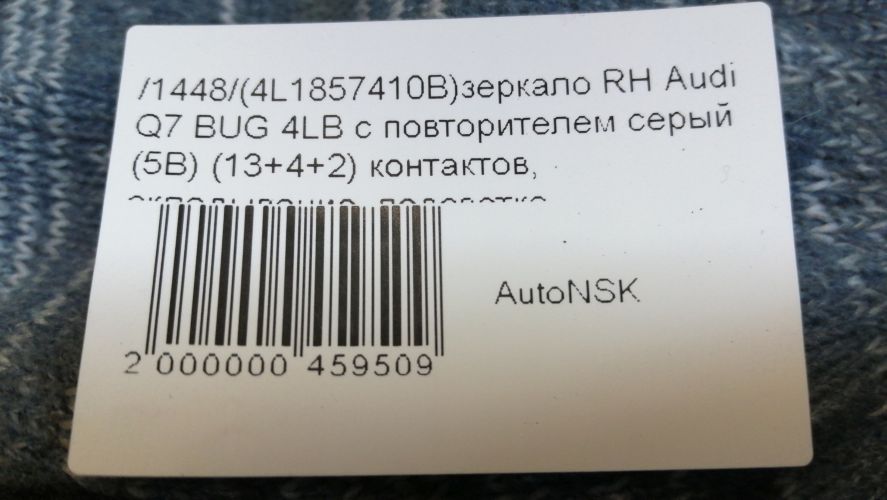 /1448/(4L1857410B)зеркало RH Audi
Q7 BUG 4LB с повторителем серый
(5B) (13+4+2) контактов,
AutoNSK
2 000000 459509